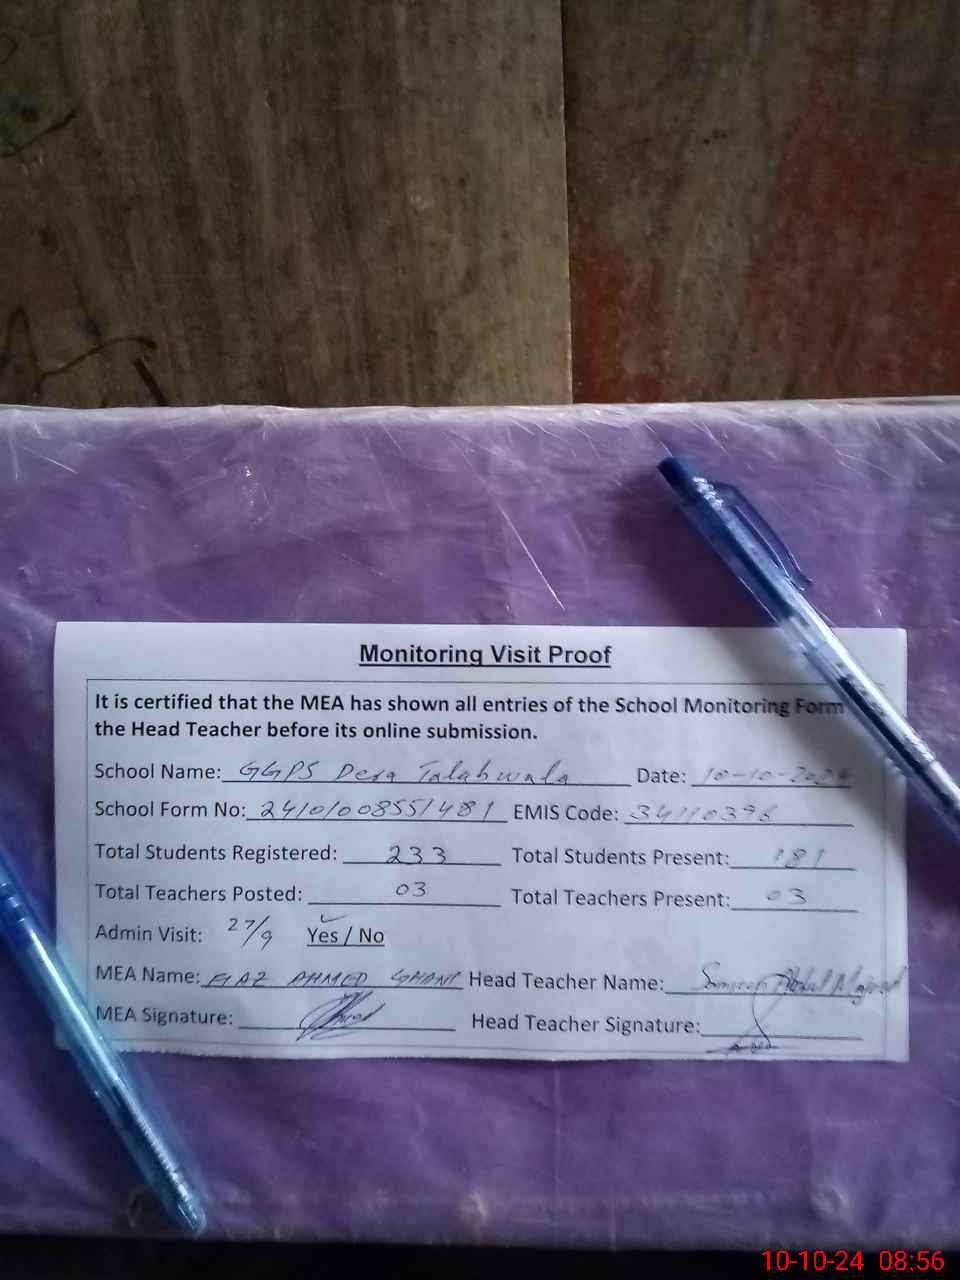 Monitoring Visit Proof
It is certified that the MEA has shown all entries of the School Monitoring Form
the Head Teacher before its online submission.
School Name: GGPS Dera Talabwala Date: 10-10-2024
School Form No: 24101008551481 EMIS Code: 34110396
Total Students Registered: 233 Total Students Present: 181
Total Teachers Posted: 03 Total Teachers Present: 03
Admin Visit: 27/9 Yes / No
MEA Name: AHMED GHANI Head Teacher Name: Abdul Majeed
MEA Signature: Head Teacher Signature:
10-10-24 08:56